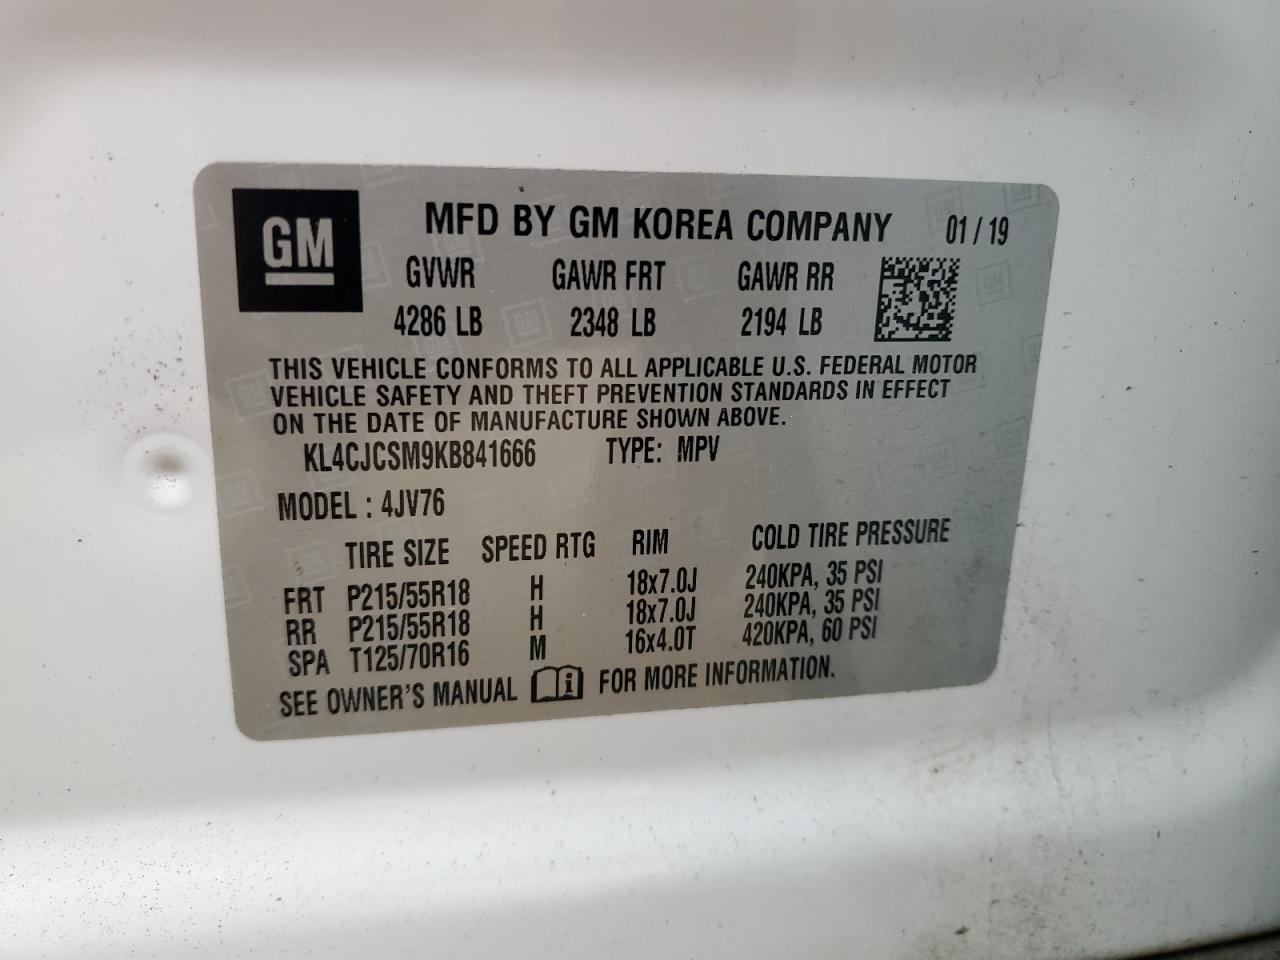 GM
MFD BY GM KOREA COMPANY 01 / 19
GVWR GAWR FRT GAWR RR
4286 LB 2348 LB 2194 LB
THIS VEHICLE CONFORMS TO ALL APPLICABLE U.S. FEDERAL MOTOR
VEHICLE SAFETY AND THEFT PREVENTION STANDARDS IN EFFECT
ON THE DATE OF MANUFACTURE SHOWN ABOVE.
KL4CJCSM9KB841666 TYPE: MPV
MODEL : 4JV76
TIRE SIZE SPEED RTG RIM COLD TIRE PRESSURE
FRT P215/55R18 H 18x7.0J 240KPA, 35 PSI
RR P215/55R18 H 18x7.0J 240KPA, 35 PSI
SPA T125/70R16 M 16x4.0T 420KPA, 60 PSI
SEE OWNER'S MANUAL i FOR MORE INFORMATION.